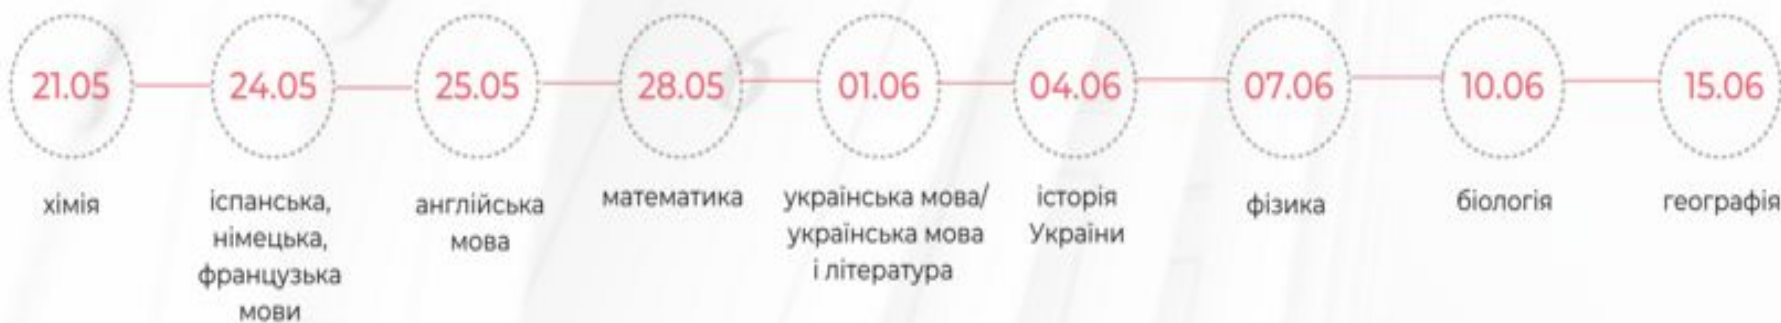 21.05
24.05
25.05
28.05
01.06
04.06
07.06
10.06
15.06
хімія
іспанська,
німецька,
французька
мови
англійська
мова
математика
українська мова/
українська мова
і література
історія
України
фізика
біологія
географія